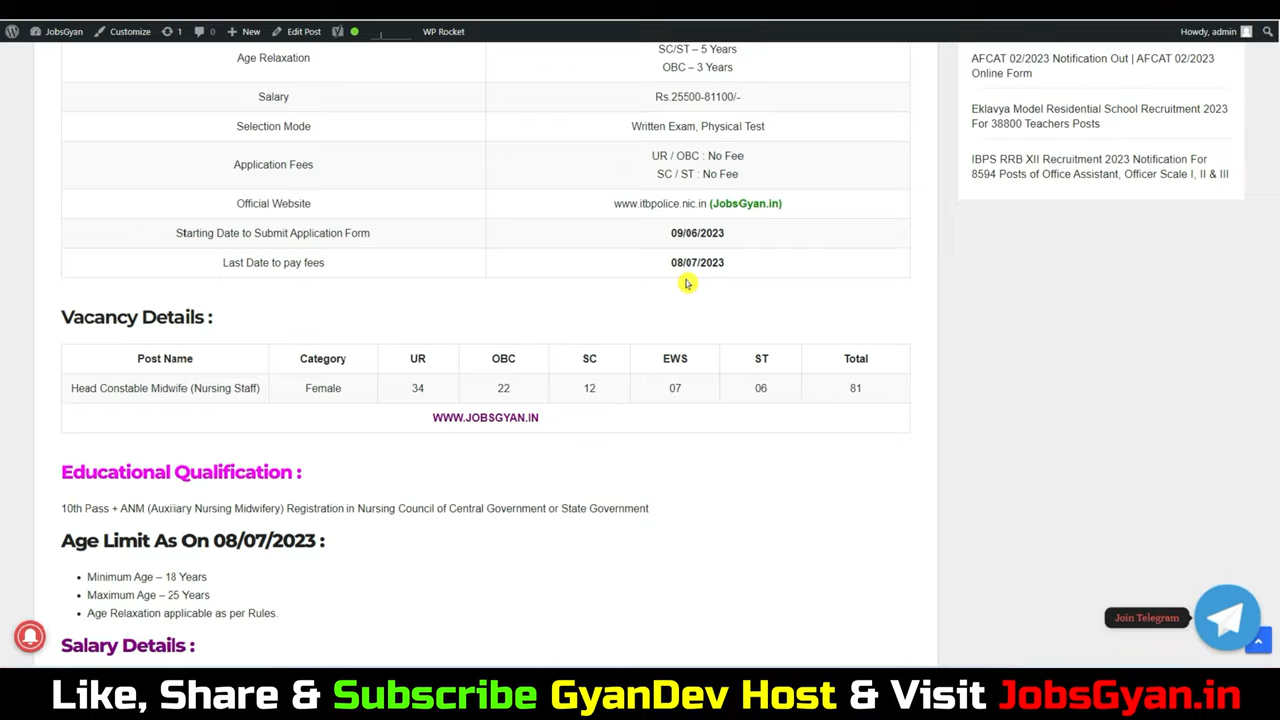 JobsGyan Customize 1 0 New Edit Post WP Rocket Howdy, admin
Age Relaxation
SC/ST – 5 Years
OBC – 3 Years
Salary Rs.25500-81100/-
Selection Mode Written Exam, Physical Test
Application Fees
UR / OBC : No Fee
SC / ST : No Fee
Official Website www.itbpolice.nic.in (JobsGyan.in)
Starting Date to Submit Application Form 09/06/2023
Last Date to pay fees 08/07/2023
Vacancy Details :
Post Name Category UR OBC SC EWS ST Total
Head Constable Midwife (Nursing Staff) Female 34 22 12 07 06 81
WWW.JOBSGYAN.IN
Educational Qualification :
10th Pass + ANM (Auxiliary Nursing Midwifery) Registration in Nursing Council of Central Government or State Government
Age Limit As On 08/07/2023 :
Minimum Age – 18 Years
Maximum Age – 25 Years
Age Relaxation applicable as per Rules.
Salary Details :
AFCAT 02/2023 Notification Out | AFCAT 02/2023
Online Form
Eklavya Model Residential School Recruitment 2023
For 38800 Teachers Posts
IBPS RRB XII Recruitment 2023 Notification For
8594 Posts of Office Assistant, Officer Scale I, II & III
Join Telegram
Like, Share & Subscribe GyanDev Host & Visit JobsGyan.in